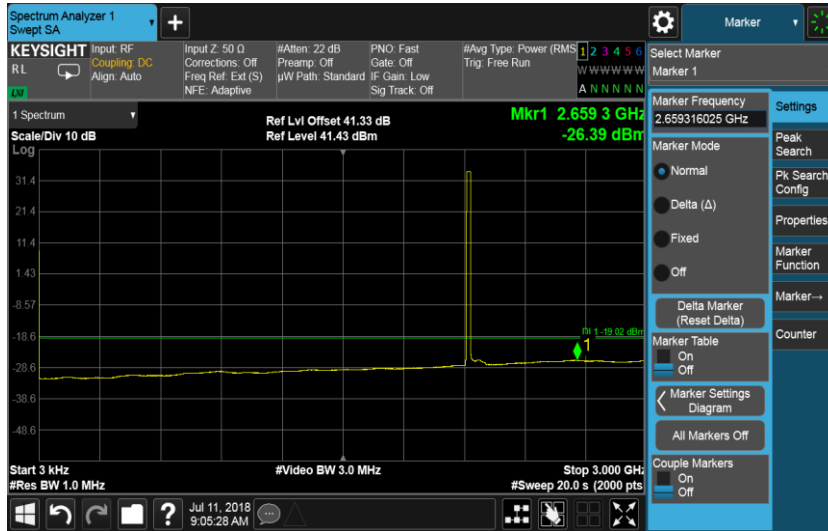 Spectrum Analyzer 1
Swept SA
+
Marker
KEYSIGHT
RL
LXI
Input: RF
Coupling: DC
Align: Auto
Input Z: 50 Ω
Corrections: Off
Freq Ref: Ext (S)
NFE: Adaptive
#Atten: 22 dB
Preamp: Off
µW Path: Standard
PNO: Fast
Gate: Off
IF Gain: Low
Sig Track: Off
#Avg Type: Power (RMS
Trig: Free Run
1 2 3 4 5 6
W W W W W W
A N N N N N
Select Marker
Marker 1
1 Spectrum
Scale/Div 10 dB
Log
Ref Lvl Offset 41.33 dB
Ref Level 41.43 dBm
Mkr1 2.659 3 GHz
-26.39 dBm
31.4
21.4
11.4
1.43
-8.57
-18.6
-28.6
-38.6
-48.6
DL1 -19.02 dBm
1
Start 3 kHz
#Res BW 1.0 MHz
#Video BW 3.0 MHz
Stop 3.000 GHz
#Sweep 20.0 s (2000 pts
Marker Frequency
2.659316025 GHz
Marker Mode
Normal
Delta (Δ)
Fixed
Off
Delta Marker
(Reset Delta)
Marker Table
On
Off
Marker Settings
Diagram
All Markers Off
Couple Markers
On
Off
Settings
Peak
Search
Pk Search
Config
Properties
Marker
Function
Marker→
Counter
?
Jul 11, 2018
9:05:28 AM